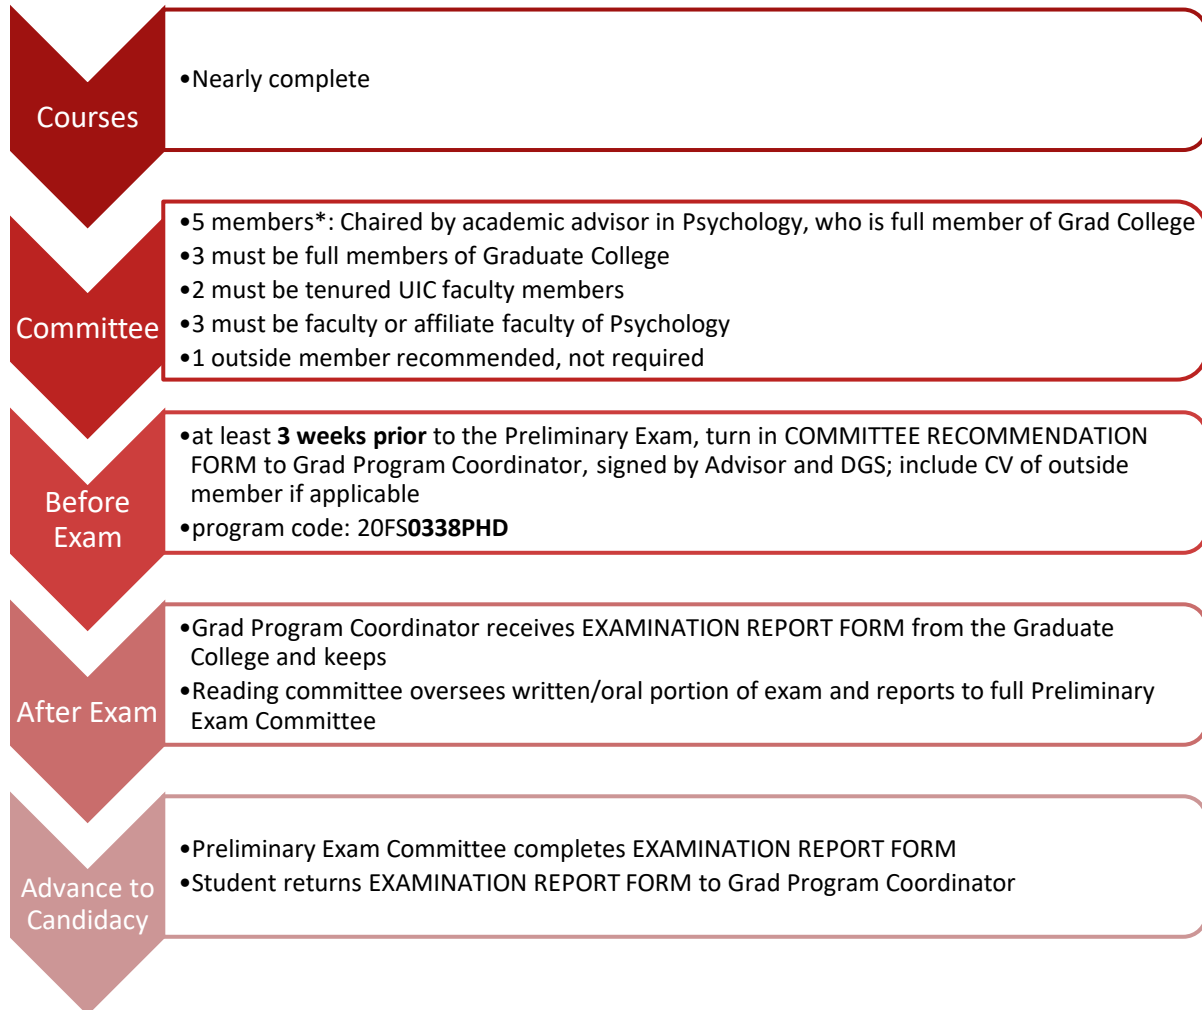 Courses
•Nearly complete
Committee
•5 members*: Chaired by academic advisor in Psychology, who is full member of Grad College
•3 must be full members of Graduate College
•2 must be tenured UIC faculty members
•3 must be faculty or affiliate faculty of Psychology
•1 outside member recommended, not required
Before
Exam
•at least 3 weeks prior to the Preliminary Exam, turn in COMMITTEE RECOMMENDATION
FORM to Grad Program Coordinator, signed by Advisor and DGS; include CV of outside
member if applicable
•program code: 20FS0338PHD
After Exam
•Grad Program Coordinator receives EXAMINATION REPORT FORM from the Graduate
College and keeps
•Reading committee oversees written/oral portion of exam and reports to full Preliminary
Exam Committee
Advance to
Candidacy
•Preliminary Exam Committee completes EXAMINATION REPORT FORM
•Student returns EXAMINATION REPORT FORM to Grad Program Coordinator